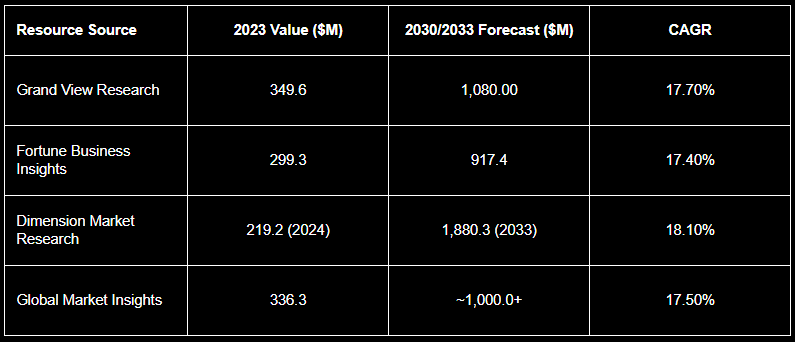 Resource Source 2023 Value ($M) 2030/2033 Forecast ($M) CAGR
Grand View Research 349.6 1,080.00 17.70%
Fortune Business
Insights 299.3 917.4 17.40%
Dimension Market
Research 219.2 (2024) 1,880.3 (2033) 18.10%
Global Market Insights 336.3 ~1,000.0+ 17.50%